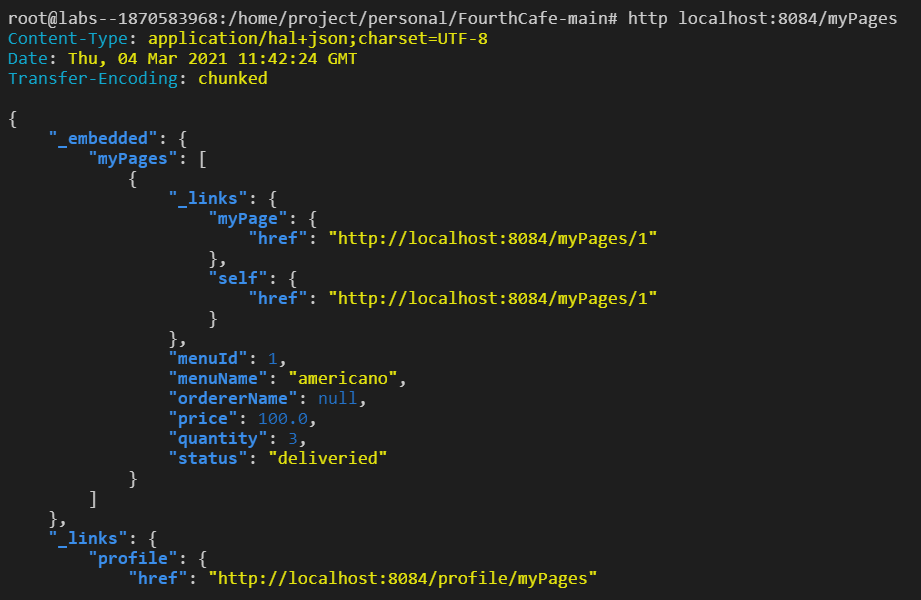 root@labs--1870583968:/home/project/personal/FourthCafe-main# http localhost:8084/myPages
Content-Type: application/hal+json;charset=UTF-8
Date: Thu, 04 Mar 2021 11:42:24 GMT
Transfer-Encoding: chunked
{
    "_embedded": {
        "myPages": [
            {
                "_links": {
                    "myPage": {
                        "href": "http://localhost:8084/myPages/1"
                    },
                    "self": {
                        "href": "http://localhost:8084/myPages/1"
                    }
                },
                "menuId": 1,
                "menuName": "americano",
                "ordererName": null,
                "price": 100.0,
                "quantity": 3,
                "status": "deliveried"
            }
        ]
    },
    "_links": {
        "profile": {
            "href": "http://localhost:8084/profile/myPages"